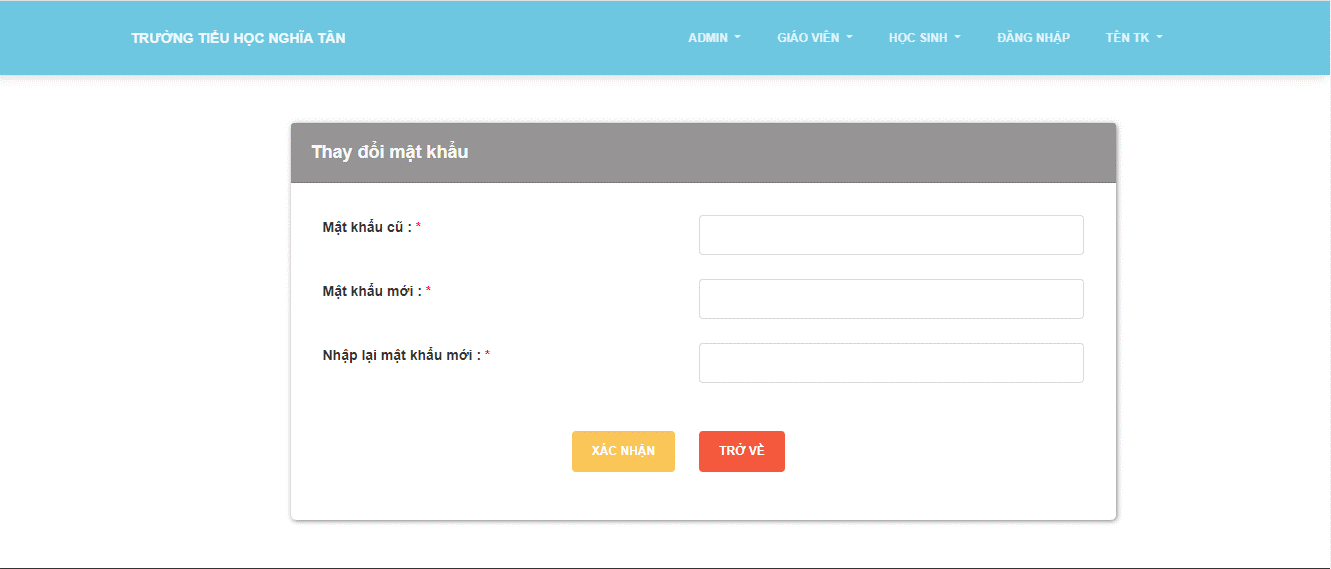 TRƯỜNG TIỂU HỌC NGHĨA TÂN
ADMIN GIÁO VIÊN HỌC SINH ĐĂNG NHẬP TÊN TK
Thay đổi mật khẩu
Mật khẩu cũ : *
Mật khẩu mới : *
Nhập lại mật khẩu mới : *
XÁC NHẬN TRỞ VỀ